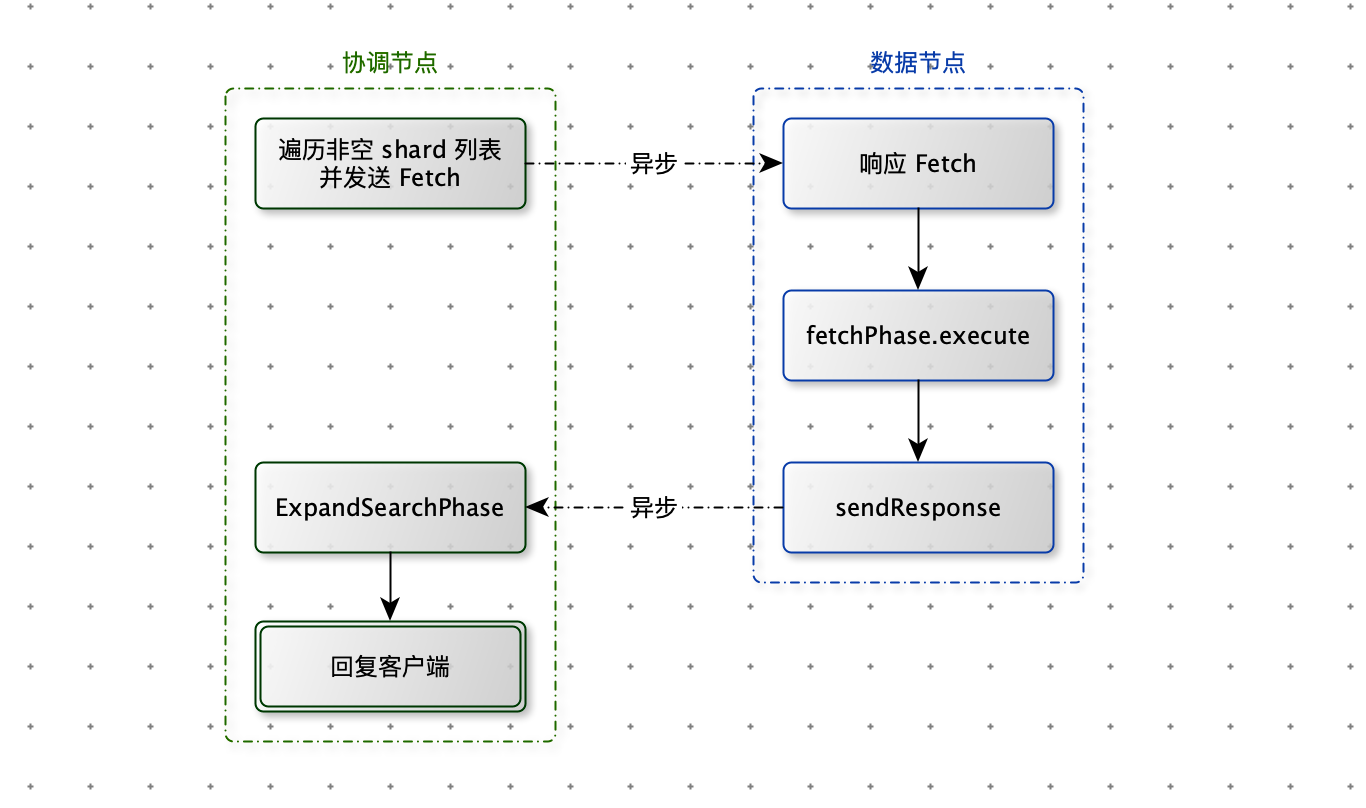 协调节点
数据节点
遍历非空 shard 列表
并发送 Fetch
异步
响应 Fetch
fetchPhase.execute
ExpandSearchPhase
异步
sendResponse
回复客户端